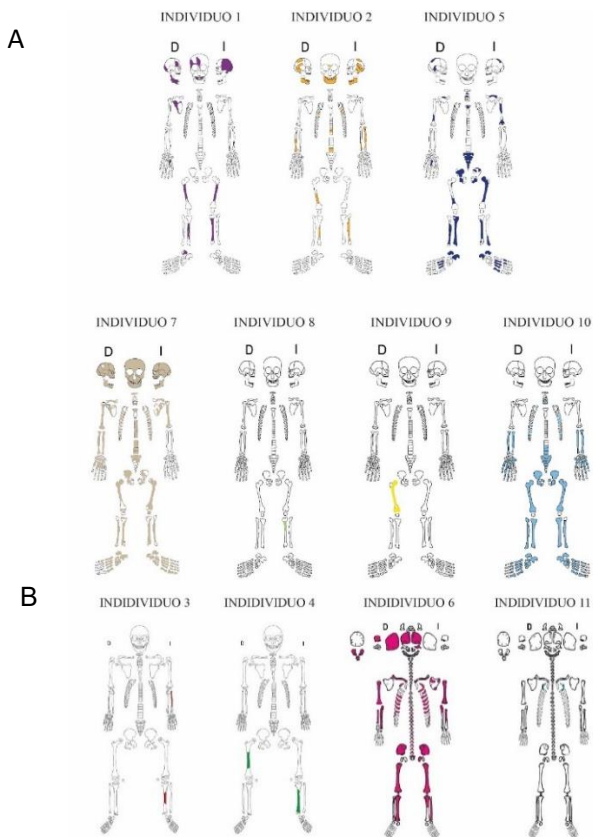 A
INDIVIDUO 1 INDIVIDUO 2 INDIVIDUO 5
D I D I D I
INDIVIDUO 7 INDIVIDUO 8 INDIVIDUO 9 INDIVIDUO 10
D I D I D I D I
B
INDIDIVIDUO 3 INDIDIVIDUO 4 INDIDIVIDUO 6 INDIDIVIDUO 11
D I D I D I D I